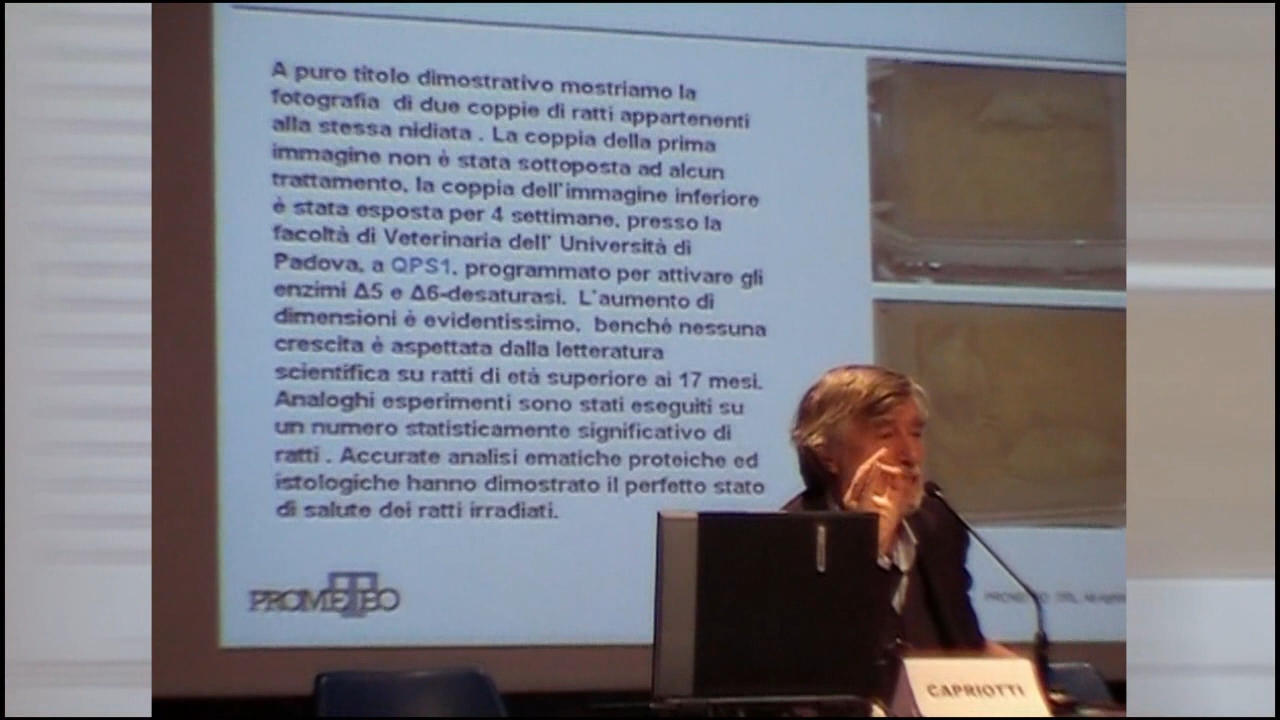 A puro titolo dimostrativo mostriamo la
fotografia di due coppie di ratti appartenenti
alla stessa nidiata . La coppia della prima
immagine non è stata sottoposta ad alcun
trattamento, la coppia dell'immagine inferiore
è stata esposta per 4 settimane, presso la
facoltà di Veterinaria dell' Università di
Padova, a QPS1, programmato per attivare gli
enzimi Δ5 e Δ6-desaturasi. L'aumento di
dimensioni è evidentissimo, benché nessuna
crescita è aspettata dalla letteratura
scientifica su ratti di età superiore ai 17 mesi.
Analoghi esperimenti sono stati eseguiti su
un numero statisticamente significativo di
ratti . Accurate analisi ematiche proteiche ed
istologiche hanno dimostrato il perfetto stato
di salute dei ratti irradiati.
PROMETEO
CAPRIOTTI